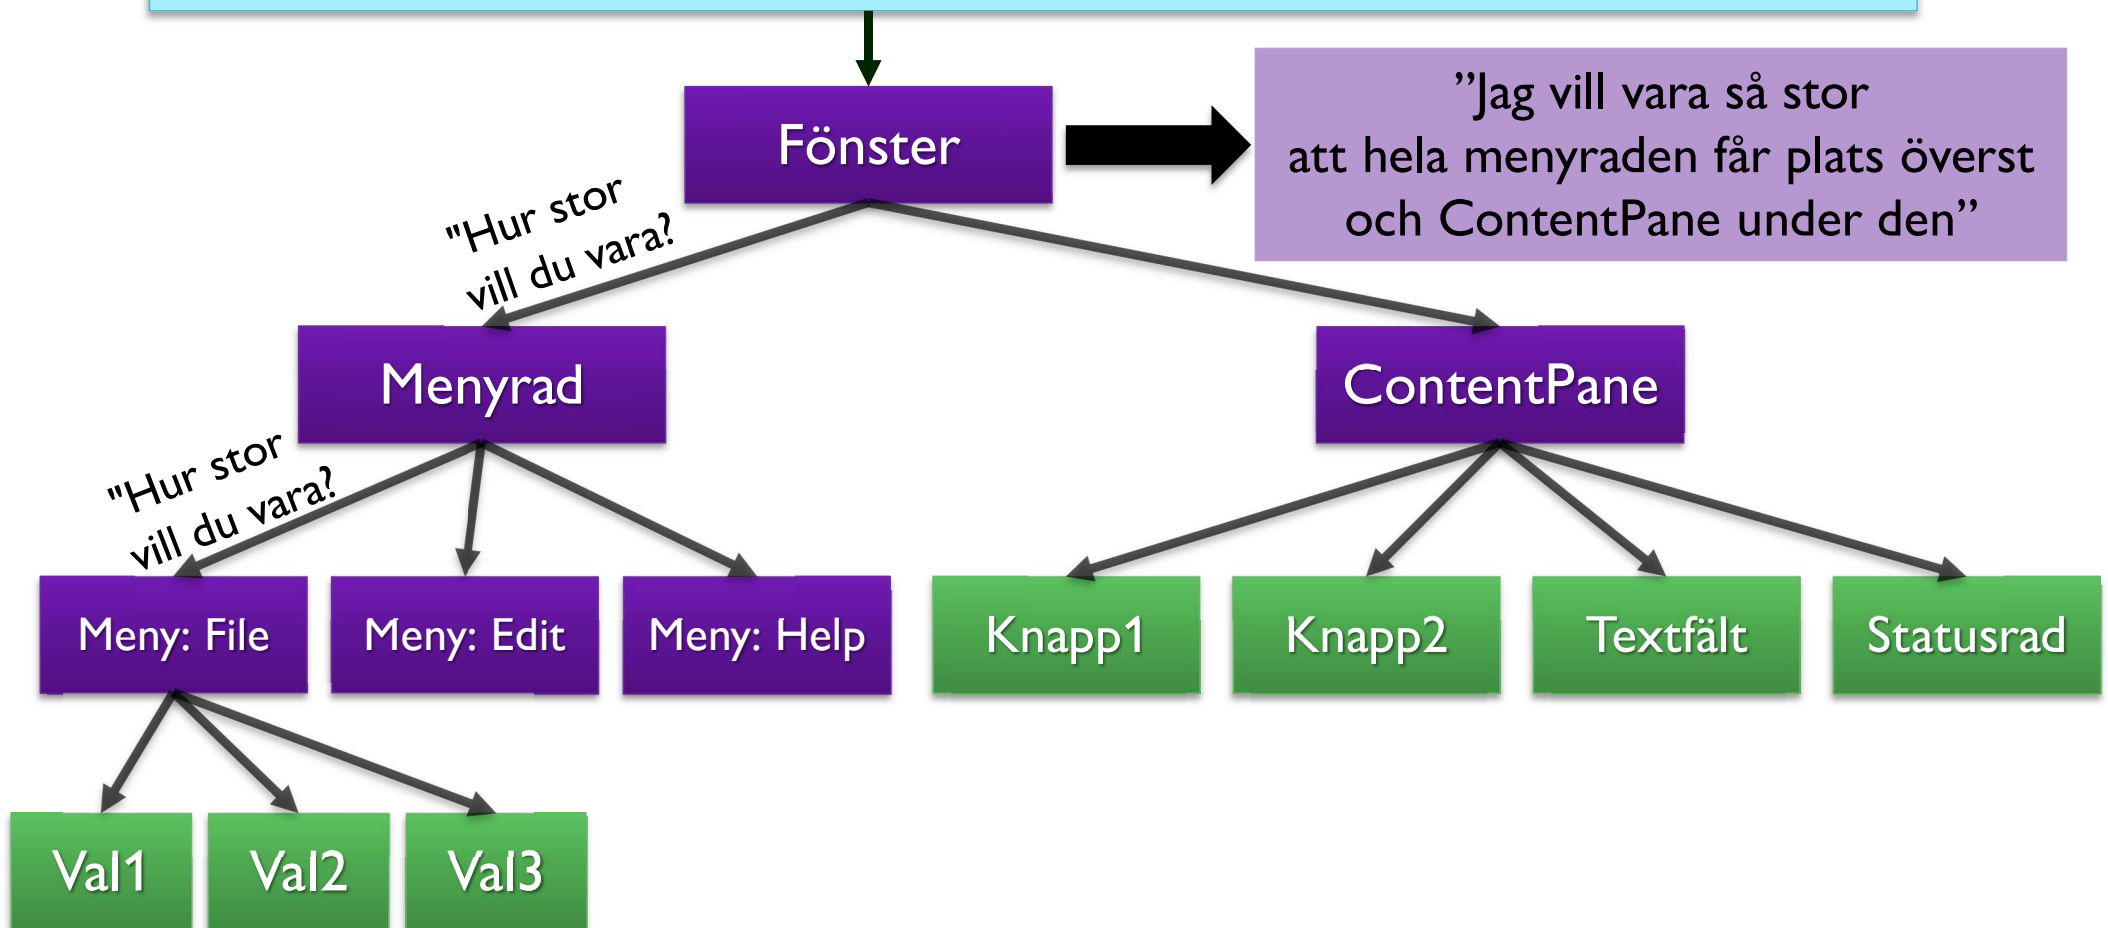 Fönster
”Jag vill vara så stor
att hela menyraden får plats överst
och ContentPane under den”
"Hur stor
vill du vara?
Menyrad
ContentPane
"Hur stor
vill du vara?
Meny: File
Meny: Edit
Meny: Help
Knapp1
Knapp2
Textfält
Statusrad
Val1
Val2
Val3